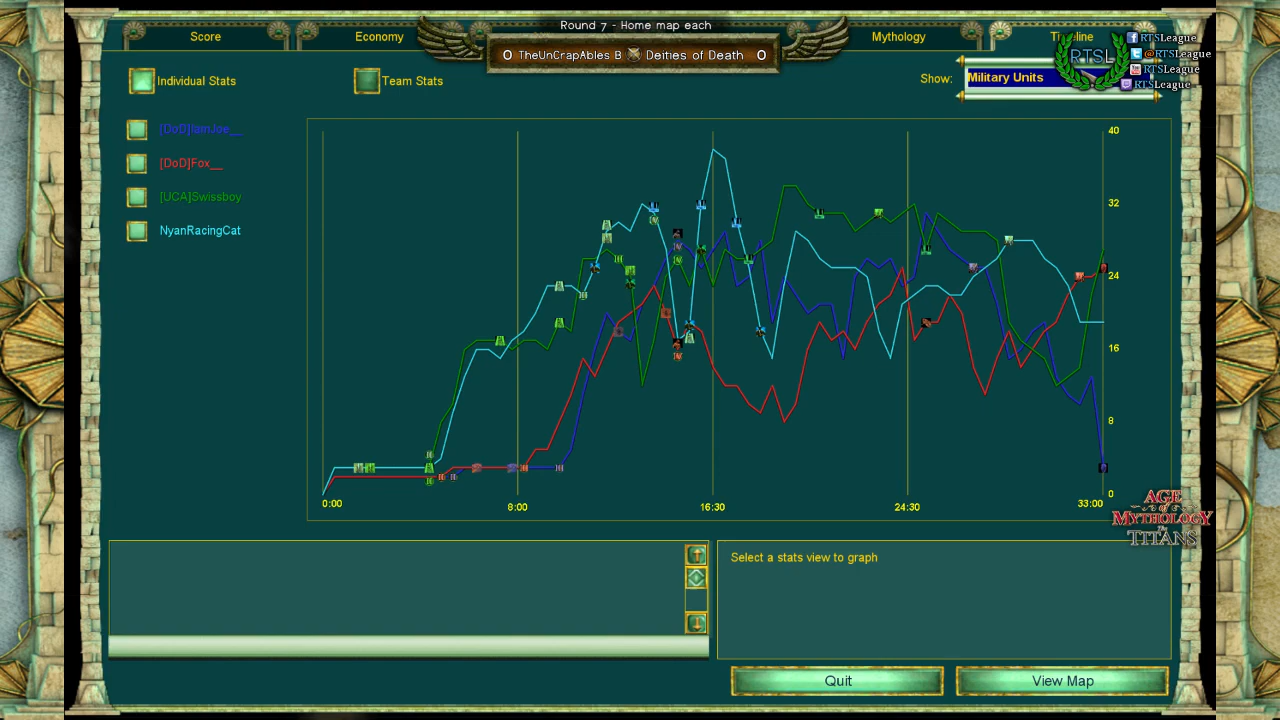 Round 7 - Home map each
0 TheUnCrapAbles B Deities of Death 0
Score
Economy
Mythology
Timeline
RTSL
RTSLeague
@RTSLeague
RTSLeague
RTSLeague
Individual Stats
Team Stats
Show:
Military Units
[DoD]IamJoe__
[DoD]Fox__
[UCA]Swissboy
NyanRacingCat
40
32
24
16
8
0
0:00
8:00
16:30
24:30
33:00
AGE
of
MYTHOLOGY
The
TITANS
Select a stats view to graph
Quit
View Map